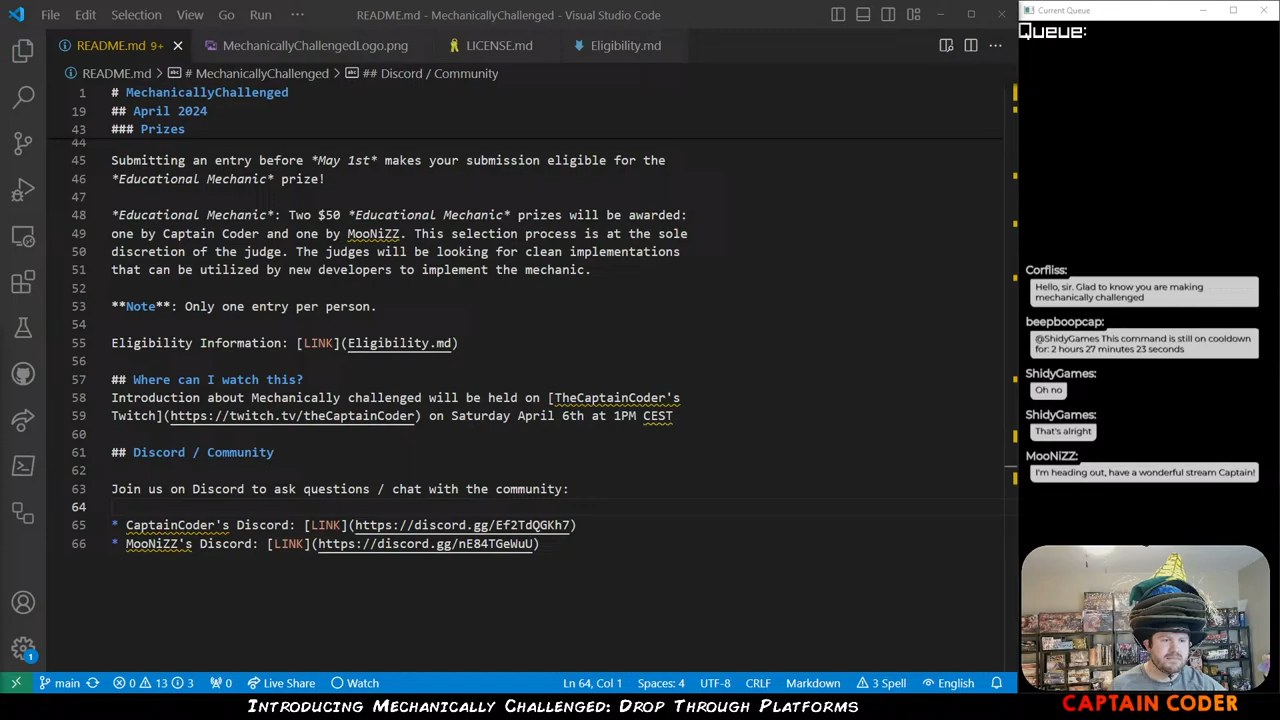 File Edit Selection View Go Run ··· README.md - MechanicallyChallenged - Visual Studio Code
README.md 9+ MechanicallyChallengedLogo.png LICENSE.md Eligibility.md
README.md > # MechanicallyChallenged > ## Discord / Community
1 # MechanicallyChallenged
19 ## April 2024
43 ### Prizes
44
45 Submitting an entry before *May 1st* makes your submission eligible for the
46 *Educational Mechanic* prize!
47
48 *Educational Mechanic*: Two $50 *Educational Mechanic* prizes will be awarded:
49 one by Captain Coder and one by MooNiZZ. This selection process is at the sole
50 discretion of the judge. The judges will be looking for clean implementations
51 that can be utilized by new developers to implement the mechanic.
52
53 **Note**: Only one entry per person.
54
55 Eligibility Information: [LINK](Eligibility.md)
56
57 ## Where can I watch this?
58 Introduction about Mechanically challenged will be held on [TheCaptainCoder's
59 Twitch](https://twitch.tv/theCaptainCoder) on Saturday April 6th at 1PM CEST
60
61 ## Discord / Community
62
63 Join us on Discord to ask questions / chat with the community:
64
65 * CaptainCoder's Discord: [LINK](https://discord.gg/Ef2TdQGKh7)
66 * MooNiZZ's Discord: [LINK](https://discord.gg/nE84TGeWuU)
1
main 0 13 3 0 Live Share Watch Ln 64, Col 1 Spaces: 4 UTF-8 CRLF Markdown 3 Spell English
Introducing Mechanically Challenged: Drop Through Platforms
Current Queue
Queue:
Corfliss:
Hello, sir. Glad to know you are making
mechanically challenged
beepboopcap:
@ShidyGames This command is still on cooldown
for: 2 hours 27 minutes 23 seconds
ShidyGames:
Oh no
ShidyGames:
That's alright
MooNiZZ:
I'm heading out, have a wonderful stream Captain!
CAPTAIN CODER